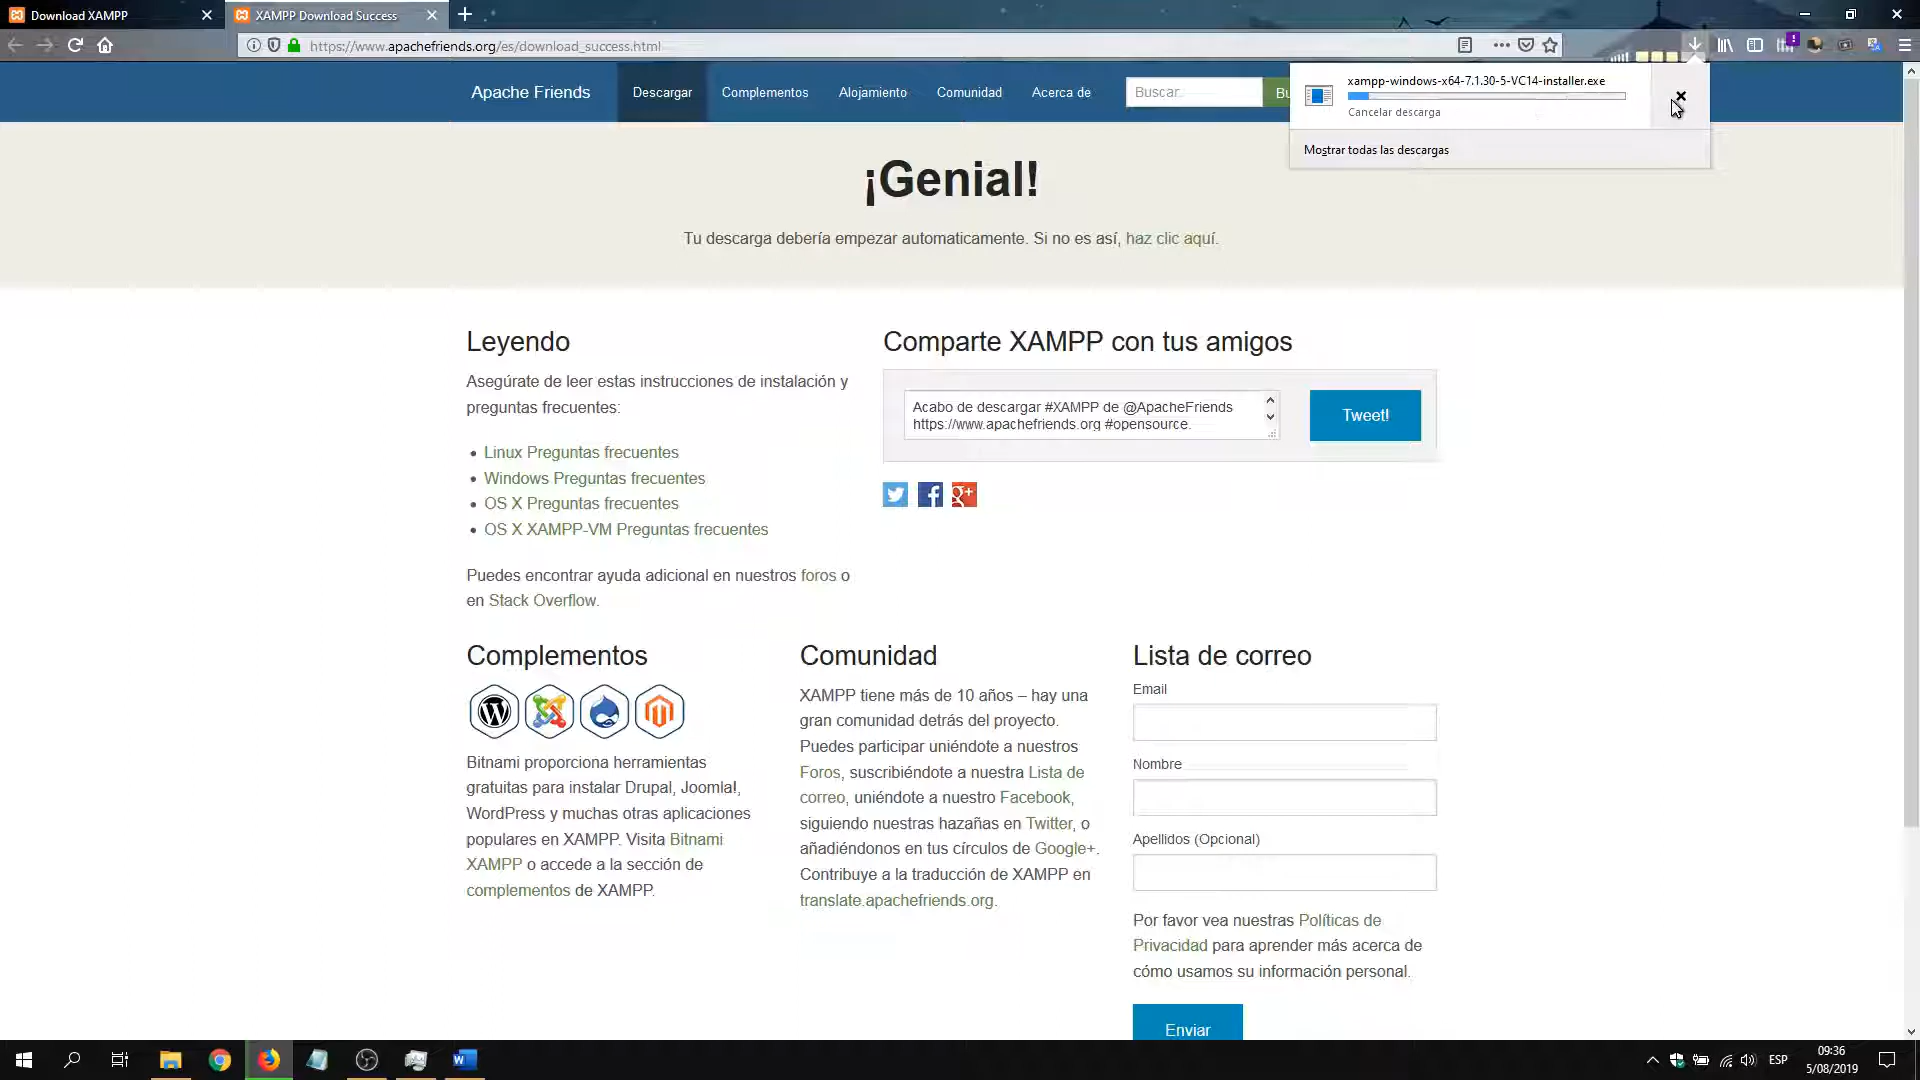 Download XAMPP
XAMPP Download Success
https://www.apachefriends.org/es/download_success.html
Apache Friends
Descargar
Complementos
Alojamiento
Comunidad
Acerca de
Buscar.
Bu
xampp-windows-x64-7.1.30-5-VC14-installer.exe
Cancelar descarga
Mostrar todas las descargas
¡Genial!
Tu descarga debería empezar automaticamente. Si no es así, haz clic aquí.
Leyendo
Asegúrate de leer estas instrucciones de instalación y
preguntas frecuentes:
Linux Preguntas frecuentes
Windows Preguntas frecuentes
OS X Preguntas frecuentes
OS X XAMPP-VM Preguntas frecuentes
Puedes encontrar ayuda adicional en nuestros foros o
en Stack Overflow.
Comparte XAMPP con tus amigos
Acabo de descargar #XAMPP de @ApacheFriends
https://www.apachefriends.org #opensource.
Tweet!
Complementos
Bitnami proporciona herramientas
gratuitas para instalar Drupal, Joomla!,
WordPress y muchas otras aplicaciones
populares en XAMPP. Visita Bitnami
XAMPP o accede a la sección de
complementos de XAMPP.
Comunidad
XAMPP tiene más de 10 años – hay una
gran comunidad detrás del proyecto.
Puedes participar uniéndote a nuestros
Foros, suscribiéndote a nuestra Lista de
correo, uniéndote a nuestro Facebook,
siguiendo nuestras hazañas en Twitter, o
añadiéndonos en tus círculos de Google+.
Contribuye a la traducción de XAMPP en
translate.apachefriends.org.
Lista de correo
Email
Nombre
Apellidos (Opcional)
Por favor vea nuestras Políticas de
Privacidad para aprender más acerca de
cómo usamos su información personal.
Enviar
ESP
09:36
5/08/2019